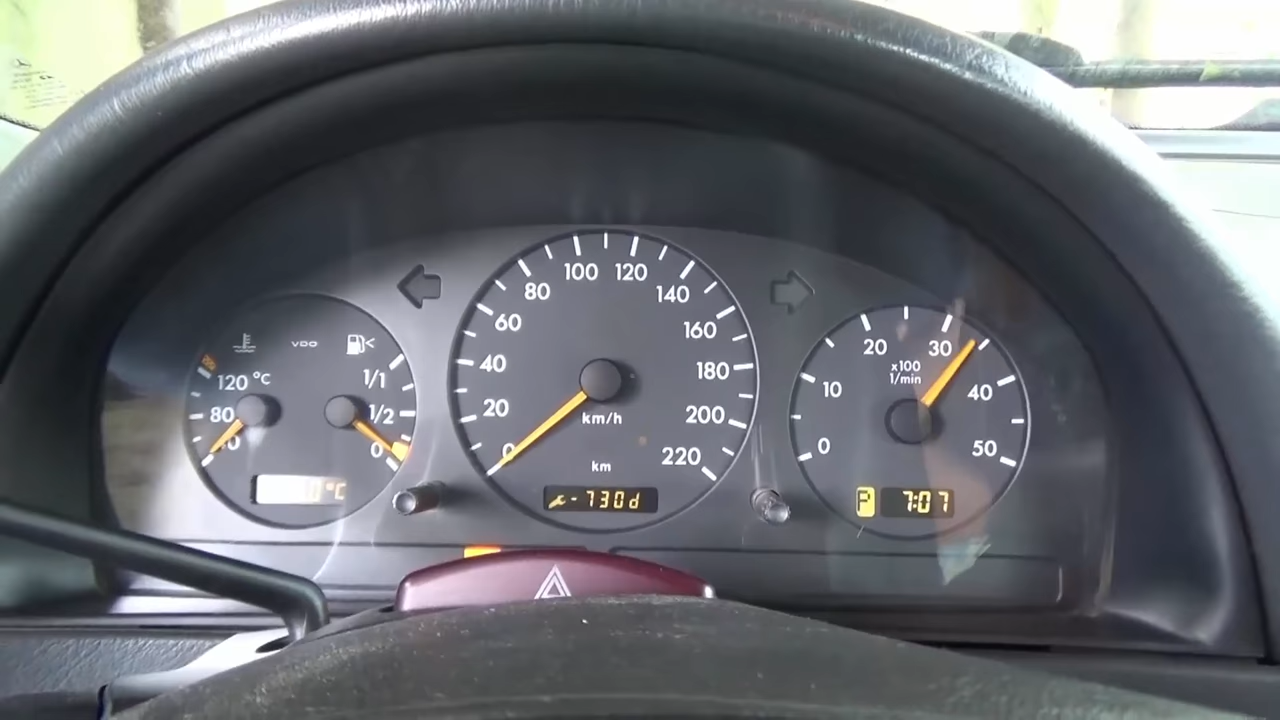 VDO
120 °C
80
1/1
1/2
0
0 20 40 60 80 100 120 140 160 180 200 220
km/h
km
-730d
0 10 20 30 40 50
x100
1/min
P
7:07